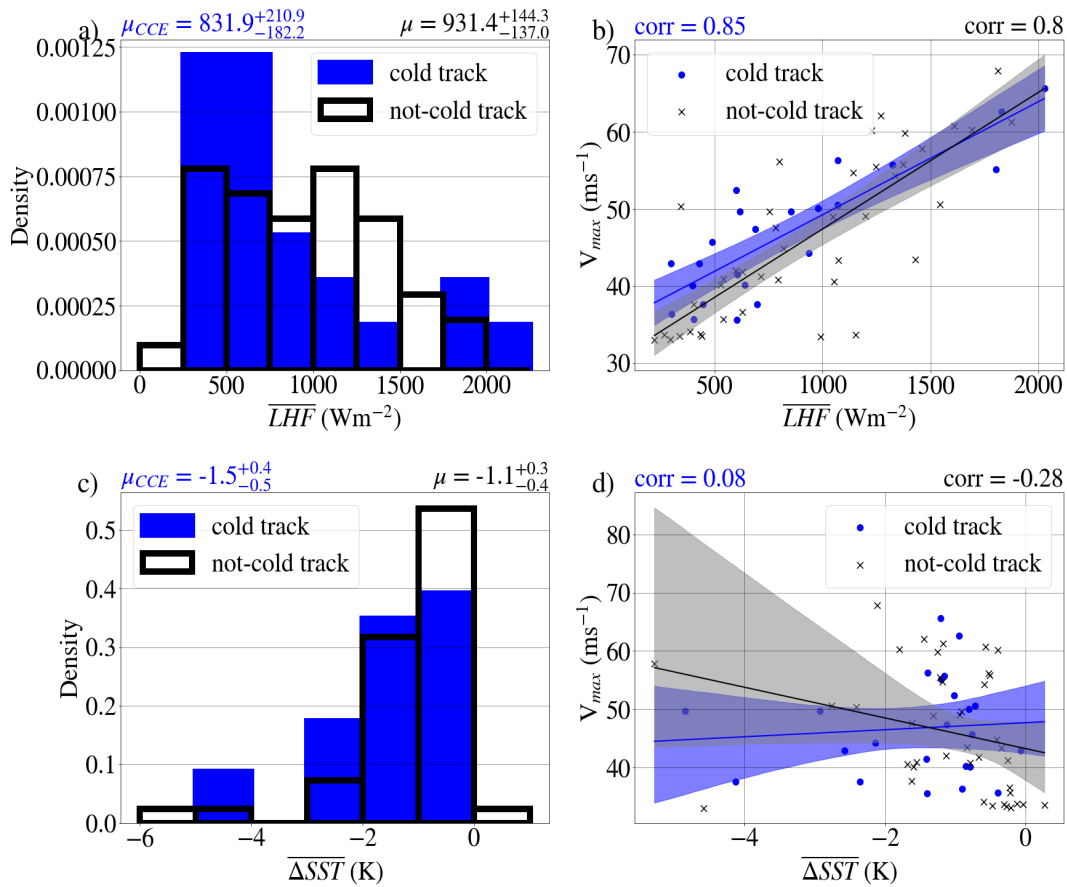 a) μCCE = 831.9+210.9−182.2 μ = 931.4+144.3−137.0
0.00125
0.00100
0.00075
0.00050
0.00025
0.00000
Density
cold track
not-cold track
0 500 1000 1500 2000
LHF (Wm−2)
b) corr = 0.85 corr = 0.8
70
60
50
40
30
Vmax (ms−1)
cold track
not-cold track
500 1000 1500 2000
LHF (Wm−2)
c) μCCE = -1.5+0.4−0.5 μ = -1.1+0.3−0.4
0.5
0.4
0.3
0.2
0.1
0.0
Density
cold track
not-cold track
−6 −4 −2 0
ΔSST (K)
d) corr = 0.08 corr = -0.28
80
70
60
50
40
Vmax (ms−1)
cold track
not-cold track
−4 −2 0
ΔSST (K)